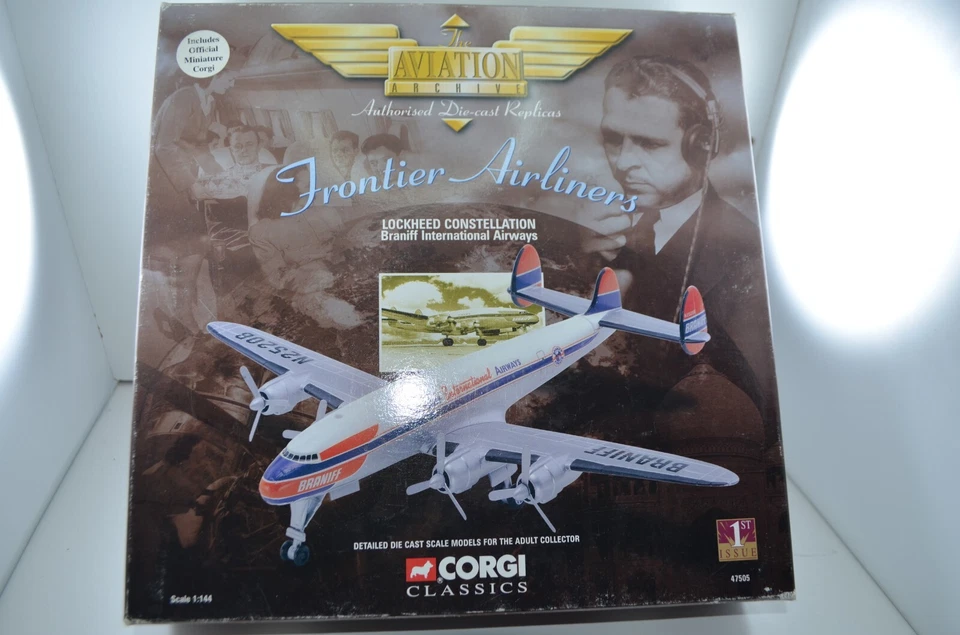 Includes
Official
Miniature
Corgi
The
AVIATION
ARCHIVE
Authorised Die-cast Replicas
Frontier Airliners
LOCKHEED CONSTELLATION
Braniff International Airways
N2520B
International AIRWAYS
BRANIFF
BRANIFF
DETAILED DIE CAST SCALE MODELS FOR THE ADULT COLLECTOR
CORGI
CLASSICS
1ST
ISSUE
47505
Scale 1:144